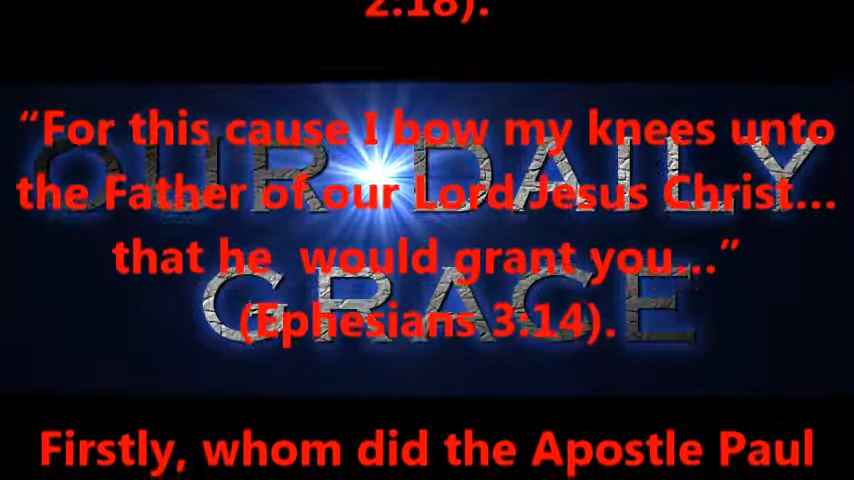 2:18).
“For this cause I bow my knees unto
the Father of our Lord Jesus Christ...
that he  would grant you...”
(Ephesians 3:14).
OUR DAILY
GRACE
Firstly, whom did the Apostle Paul